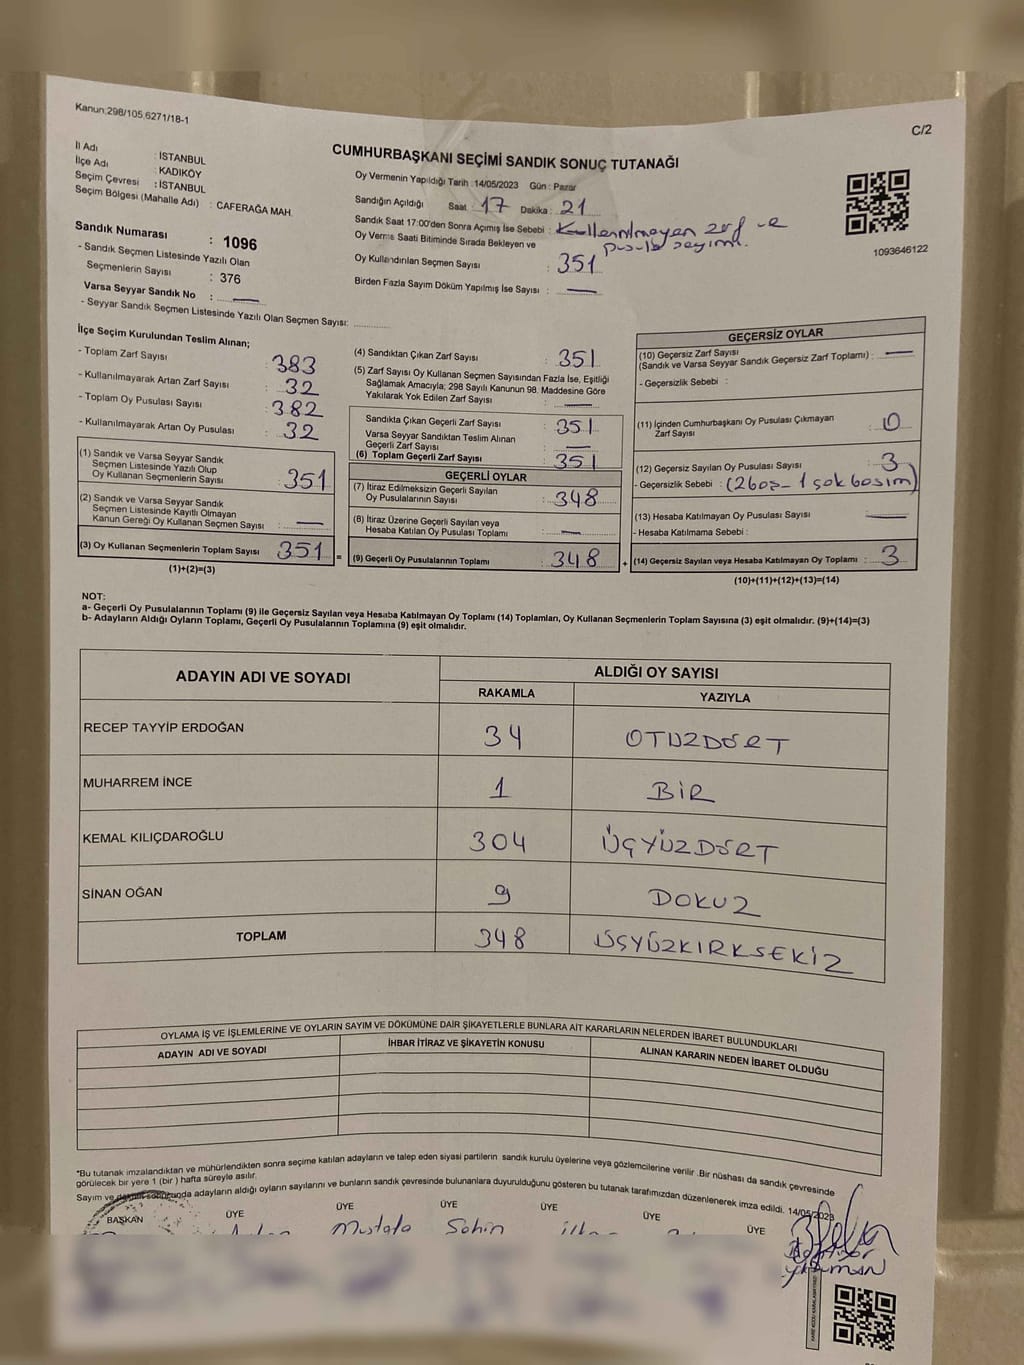 Kanun:298/105,6271/18-1
C/2
İl Adı : İSTANBUL
İlçe Adı : KADIKÖY
Seçim Çevresi : İSTANBUL
Seçim Bölgesi (Mahalle Adı) : CAFERAĞA MAH.
Sandık Numarası : 1096
- Sandık Seçmen Listesinde Yazılı Olan
Seçmenlerin Sayısı : 376
Varsa Seyyar Sandık No : —
- Seyyar Sandık Seçmen Listesinde Yazılı Olan Seçmen Sayısı:
CUMHURBAŞKANI SEÇİMİ SANDIK SONUÇ TUTANAĞI
Oy Vermenin Yapıldığı Tarih :14/05/2023 Gün : Pazar
Sandığın Açıldığı Saat : 17 Dakika : 21
Sandık Saat 17:00'den Sonra Açımış İse Sebebi : Kullanılmayan zarf ve
pusula sayımı.
Oy Verme Saati Bitiminde Sırada Bekleyen ve
Oy Kullandırılan Seçmen Sayısı : 351
Birden Fazla Sayım Döküm Yapılmış İse Sayısı : —
1093646122
İlçe Seçim Kurulundan Teslim Alınan;
- Toplam Zarf Sayısı : 383
- Kullanılmayarak Artan Zarf Sayısı : 32
- Toplam Oy Pusulası Sayısı : 382
- Kullanılmayarak Artan Oy Pusulası : 32
(1) Sandık ve Varsa Seyyar Sandık
Seçmen Listesinde Yazılı Olup
Oy Kullanan Seçmenlerin Sayısı : 351
(2) Sandık ve Varsa Seyyar Sandık
Seçmen Listesinde Kayıtlı Olmayan
Kanun Gereği Oy Kullanan Seçmen Sayısı : —
(3) Oy Kullanan Seçmenlerin Toplam Sayısı : 351 =
(1)+(2)=(3)
(4) Sandıktan Çıkan Zarf Sayısı : 351
(5) Zarf Sayısı Oy Kullanan Seçmen Sayısından Fazla İse, Eşitliği
Sağlamak Amacıyla; 298 Sayılı Kanunun 98. Maddesine Göre
Yakılarak Yok Edilen Zarf Sayısı : —
Sandıkta Çıkan Geçerli Zarf Sayısı : 351
Varsa Seyyar Sandıktan Teslim Alınan
Geçerli Zarf Sayısı : —
(6) Toplam Geçerli Zarf Sayısı : 351
GEÇERLİ OYLAR
(7) İtiraz Edilmeksizin Geçerli Sayılan
Oy Pusulalarının Sayısı : 348
(8) İtiraz Üzerine Geçerli Sayılan veya
Hesaba Katılan Oy Pusulası Toplamı : —
(9) Geçerli Oy Pusulalarının Toplamı : 348 +
GEÇERSİZ OYLAR
(10) Geçersiz Zarf Sayısı
(Sandık ve Varsa Seyyar Sandık Geçersiz Zarf Toplamı) : —
- Geçersizlik Sebebi :
(11) İçinden Cumhurbaşkanı Oy Pusulası Çıkmayan
Zarf Sayısı : 0
(12) Geçersiz Sayılan Oy Pusulası Sayısı : 3
- Geçersizlik Sebebi : (2 boş - 1 çok basım)
(13) Hesaba Katılmayan Oy Pusulası Sayısı : —
- Hesaba Katılmama Sebebi :
(14) Geçersiz Sayılan veya Hesaba Katılmayan Oy Toplamı : 3
(10)+(11)+(12)+(13)=(14)
NOT:
a- Geçerli Oy Pusulalarının Toplamı (9) ile Geçersiz Sayılan veya Hesaba Katılmayan Oy Toplamı (14) Toplamları, Oy Kullanan Seçmenlerin Toplam Sayısına (3) eşit olmalıdır. (9)+(14)=(3)
b- Adayların Aldığı Oyların Toplamı, Geçerli Oy Pusulalarının Toplamına (9) eşit olmalıdır.
ADAYIN ADI VE SOYADI
ALDIĞI OY SAYISI
RAKAMLA YAZIYLA
RECEP TAYYİP ERDOĞAN 34 OTUZDÖRT
MUHARREM İNCE 1 BİR
KEMAL KILIÇDAROĞLU 304 ÜÇYÜZDÖRT
SİNAN OĞAN 9 DOKUZ
TOPLAM 348 ÜÇYÜZKIRKSEKİZ
OYLAMA İŞ VE İŞLEMLERİNE VE OYLARIN SAYIM VE DÖKÜMÜNE DAİR ŞİKAYETLERLE BUNLARA AİT KARARLARIN NELERDEN İBARET BULUNDUKLARI
ADAYIN ADI VE SOYADI
İHBAR İTİRAZ VE ŞİKAYETİN KONUSU
ALINAN KARARIN NEDEN İBARET OLDUĞU
*Bu tutanak imzalandıktan ve mühürlendikten sonra seçime katılan adayların ve talep eden siyasi partilerin sandık kurulu üyelerine veya gözlemcilerine verilir .Bir nüshası da sandık çevresinde
görülecek bir yere 1 (bir ) hafta süreyle asılır.
Sayım ve döküm sonucunda adayların aldığı oyların sayılarını ve bunların sandık çevresinde bulunanlara duyurulduğunu gösteren bu tutanak tarafımızdan düzenlenerek imza edildi. 14/05/2023
BAŞKAN ÜYE ÜYE ÜYE ÜYE ÜYE ÜYE
Mustafa Şahin